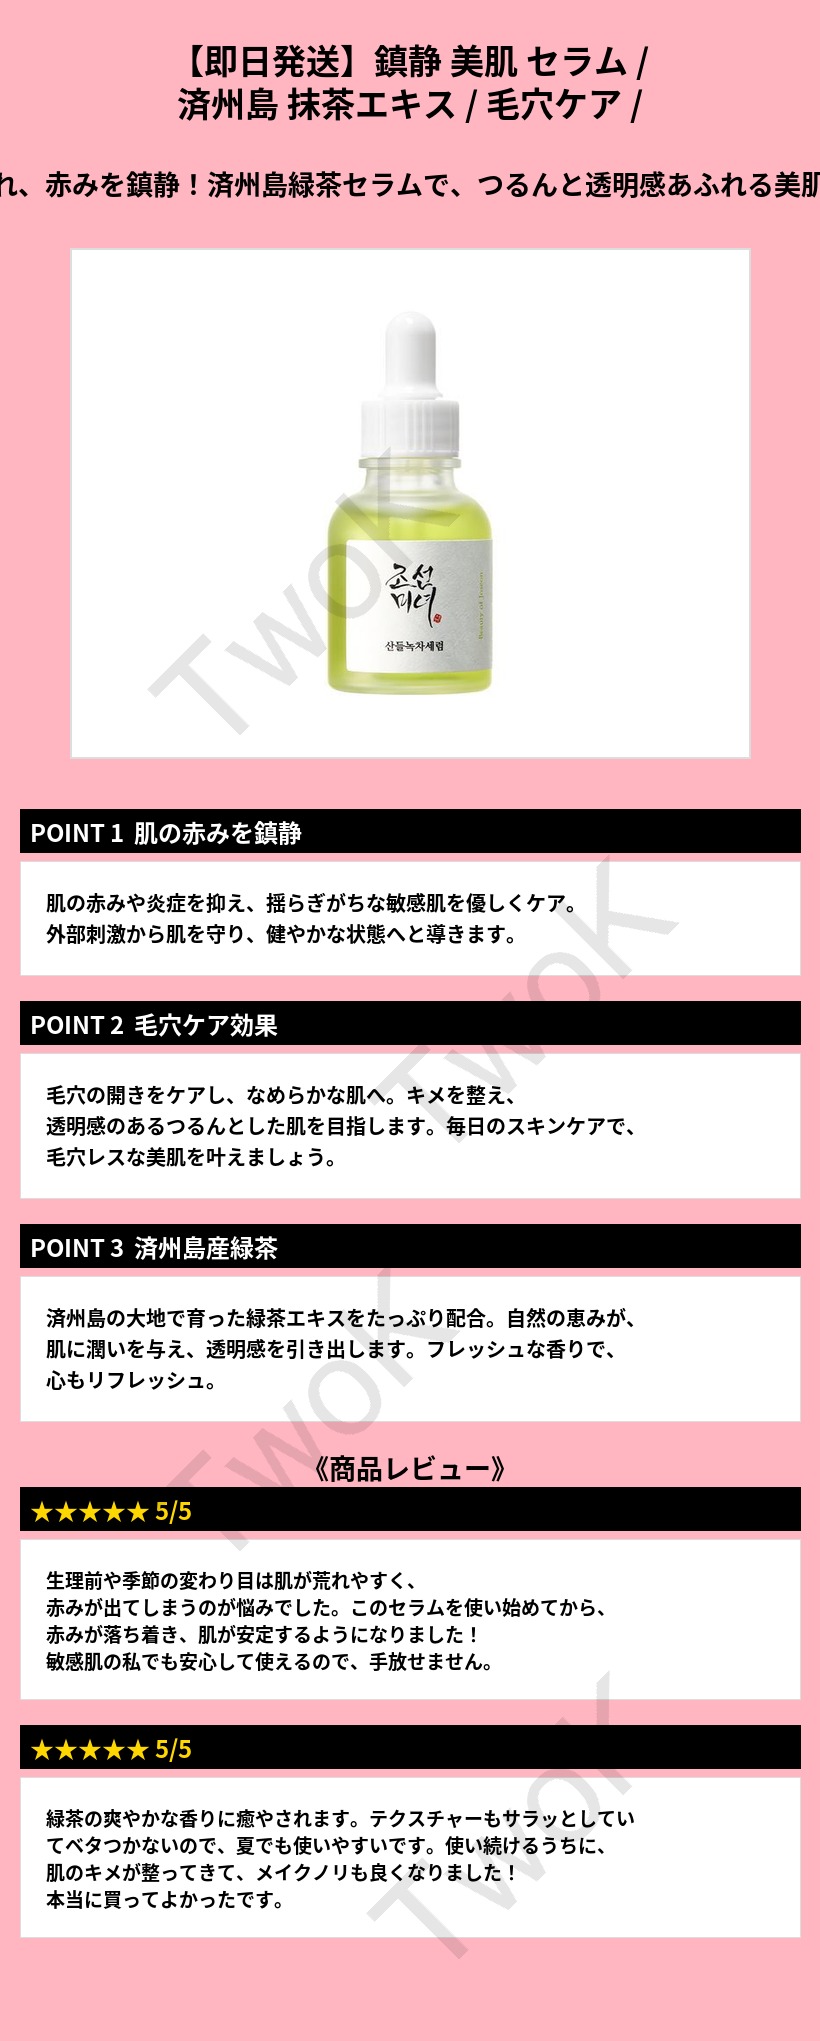 【即日発送】鎮静 美肌 セラム /
済州島 抹茶エキス / 毛穴ケア /
れ、赤みを鎮静！済州島緑茶セラムで、つるんと透明感あふれる美肌
TwoK
조선
미녀
산들녹차세럼
Beauty of Joseon
POINT 1 肌の赤みを鎮静
肌の赤みや炎症を抑え、揺らぎがちな敏感肌を優しくケア。
外部刺激から肌を守り、健やかな状態へと導きます。
TwoK
POINT 2 毛穴ケア効果
毛穴の開きをケアし、なめらかな肌へ。キメを整え、
透明感のあるつるんとした肌を目指します。毎日のスキンケアで、
毛穴レスな美肌を叶えましょう。
POINT 3 済州島産緑茶
済州島の大地で育った緑茶エキスをたっぷり配合。自然の恵みが、
肌に潤いを与え、透明感を引き出します。フレッシュな香りで、
心もリフレッシュ。
TwoK
《商品レビュー》
★★★★★ 5/5
生理前や季節の変わり目は肌が荒れやすく、
赤みが出てしまうのが悩みでした。このセラムを使い始めてから、
赤みが落ち着き、肌が安定するようになりました！
敏感肌の私でも安心して使えるので、手放せません。
★★★★★ 5/5
緑茶の爽やかな香りに癒やされます。テクスチャーもサラッとしてい
てベタつかないので、夏でも使いやすいです。使い続けるうちに、
肌のキメが整ってきて、メイクノリも良くなりました！
本当に買ってよかったです。
TwoK